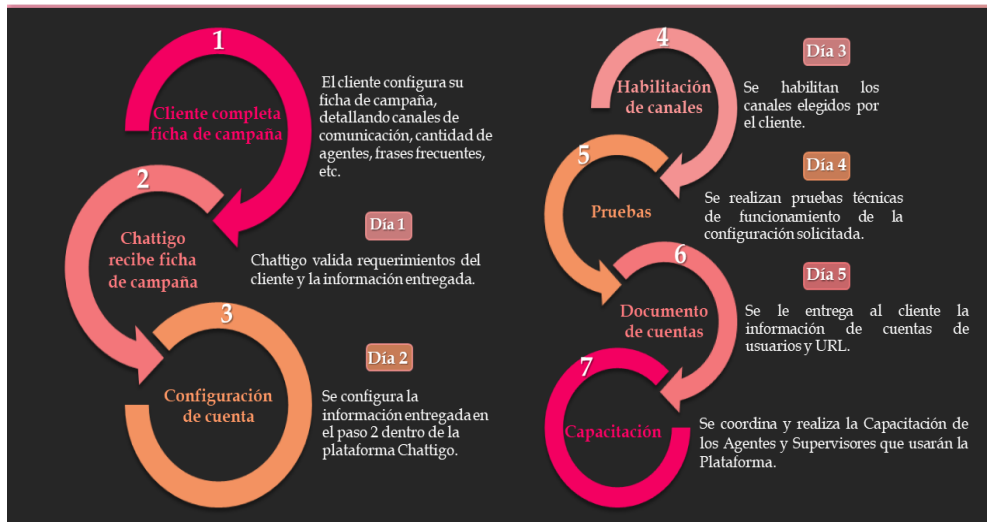 1
Cliente completa
ficha de campaña
El cliente configura su
ficha de campaña,
detallando canales de
comunicación, cantidad de
agentes, frases frecuentes,
etc.
2
Chattigo
recibe ficha
de campaña
Día 1
Chattigo valida requerimientos del
cliente y la información entregada.
3
Configuración
de cuenta
Día 2
Se configura la
información entregada en
el paso 2 dentro de la
plataforma Chattigo.
4
Habilitación
de canales
Día 3
Se habilitan los
canales elegidos por
el cliente.
5
Pruebas
Día 4
Se realizan pruebas técnicas
de funcionamiento de la
configuración solicitada.
6
Documento
de cuentas
Día 5
Se le entrega al cliente la
información de cuentas de
usuarios y URL.
7
Capacitación
Se coordina y realiza la Capacitación de
los Agentes y Supervisores que usarán la
Plataforma.